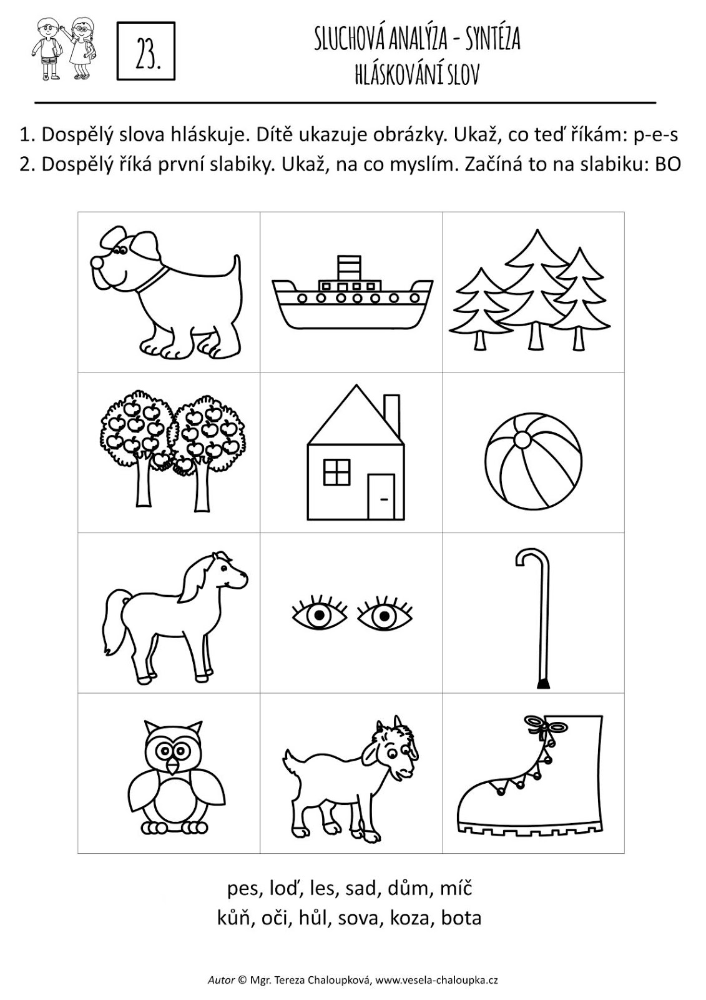 23.
SLUCHOVÁ ANALÝZA - SYNTÉZA
HLÁSKOVÁNÍ SLOV
1. Dospělý slova hláskuje. Dítě ukazuje obrázky. Ukaž, co teď říkám: p-e-s
2. Dospělý říká první slabiky. Ukaž, na co myslím. Začíná to na slabiku: BO
pes, loď, les, sad, dům, míč
kůň, oči, hůl, sova, koza, bota
Autor © Mgr. Tereza Chaloupková, www.vesela-chaloupka.cz